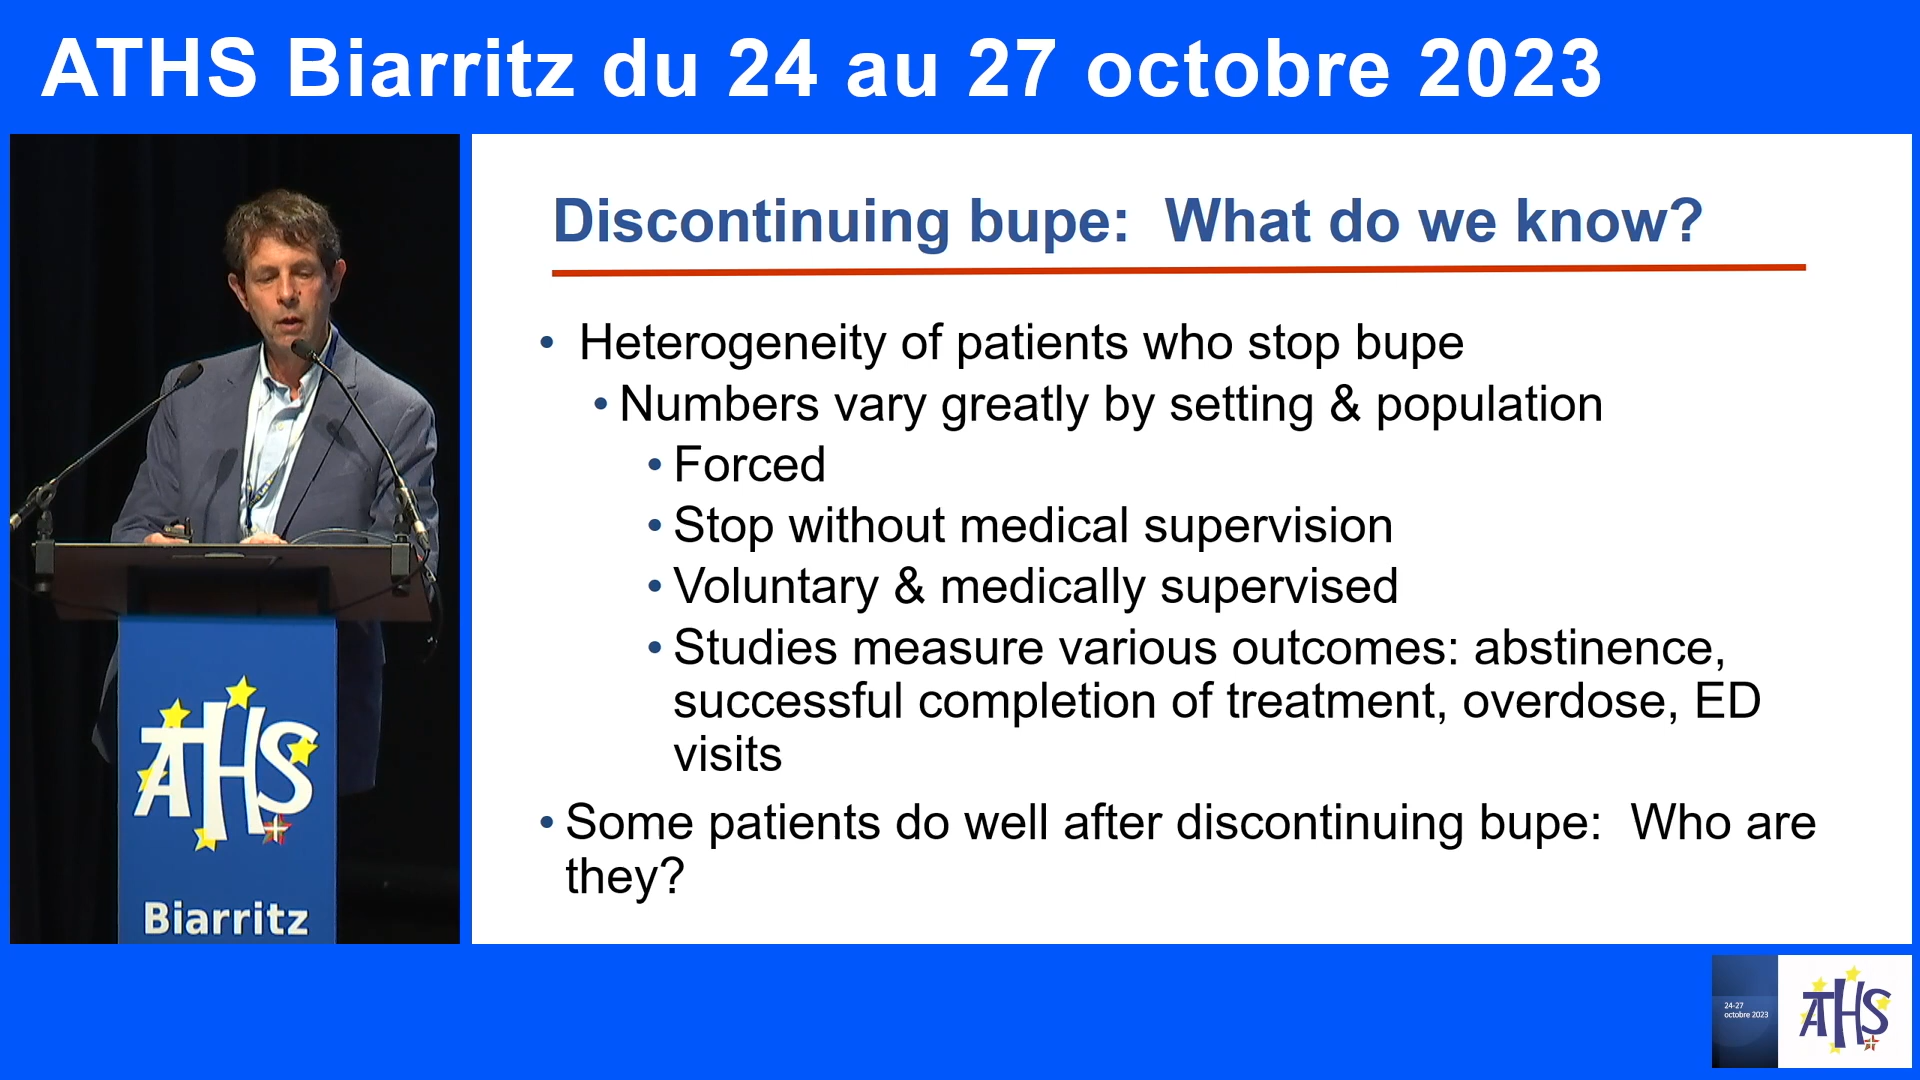 ATHS Biarritz du 24 au 27 octobre 2023
Discontinuing bupe: What do we know?
• Heterogeneity of patients who stop bupe
• Numbers vary greatly by setting & population
• Forced
• Stop without medical supervision
• Voluntary & medically supervised
• Studies measure various outcomes: abstinence,
successful completion of treatment, overdose, ED
visits
• Some patients do well after discontinuing bupe: Who are
they?
ATHS
Biarritz
24-27
octobre 2023
ATHS